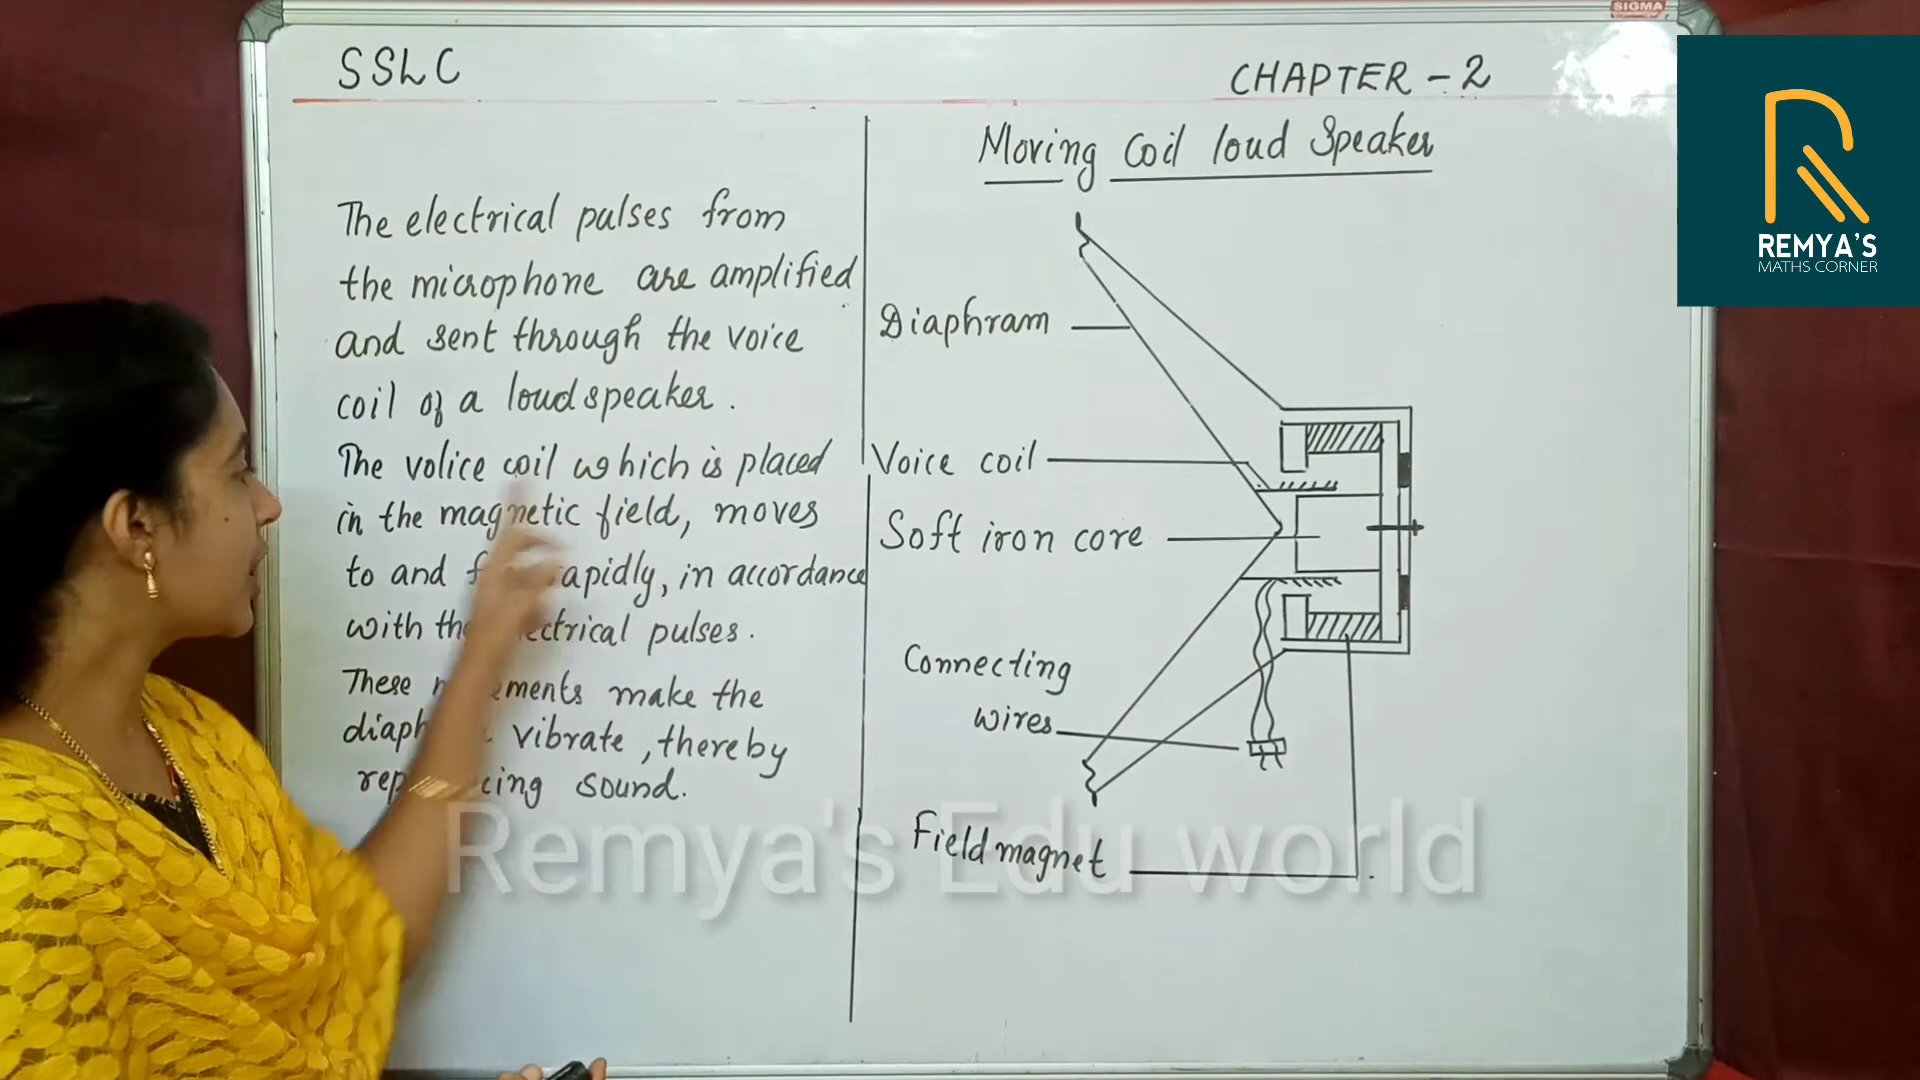 SIGMA
SSLC
CHAPTER - 2
REMYA'S
MATHS CORNER
The electrical pulses from
the microphone are amplified
and sent through the voice
coil of a loudspeaker.
The volice coil which is placed
in the magnetic field, moves
to and rapidly, in accordance
with the electrical pulses.
These make the
vibrate, thereby
sound.
Moving Coil loud Speaker
Diaphram
Voice coil
Soft iron core
Connecting
wires
Field magnet
Remya's Edu world